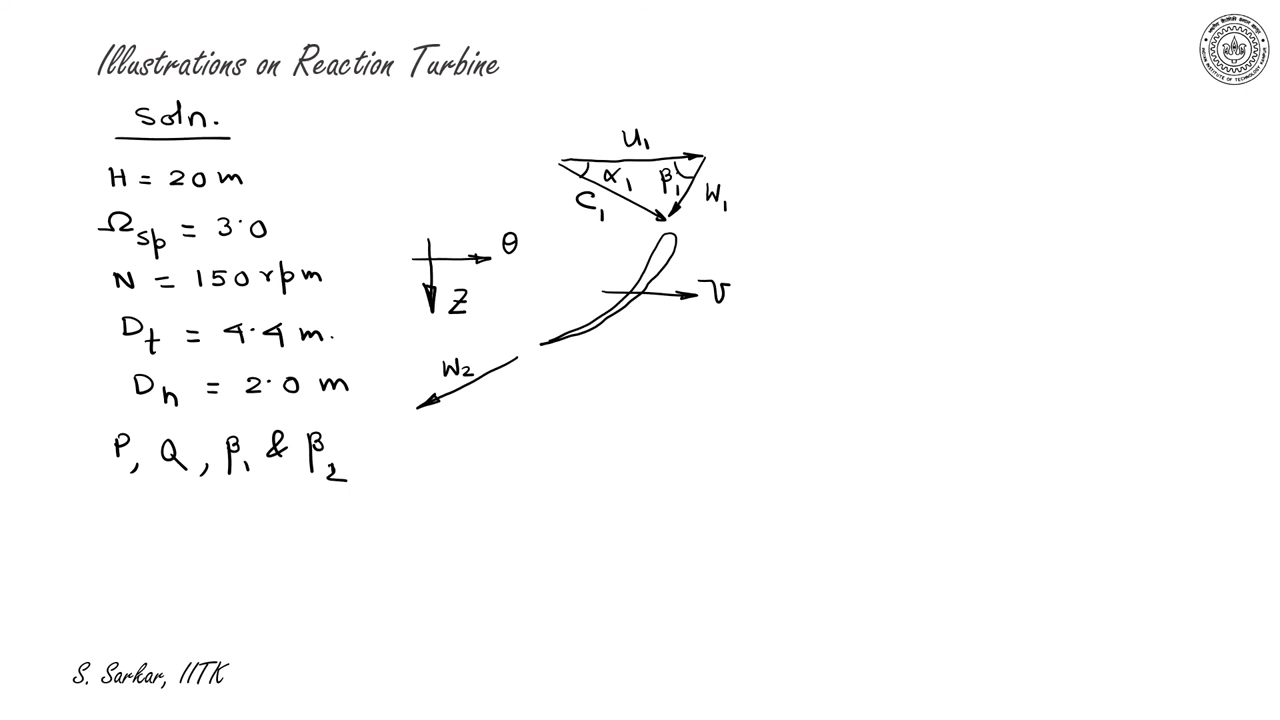 Illustrations on Reaction Turbine
Soln.
H = 20 m
Ωsp = 3.0
N = 150 rpm
Dt = 4.4 m.
Dh = 2.0 m
P, Q, β1 & β2
U1
α1
β1
C1
W1
θ
Z
U
W2
S. Sarkar, IITK